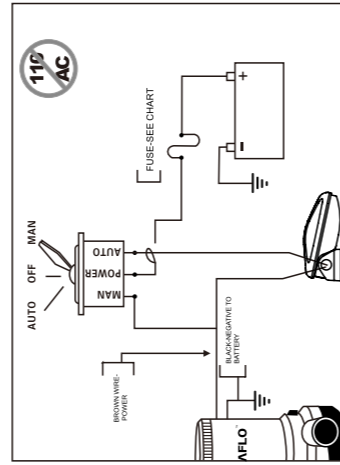 110
AC
AUTO OFF MAN
MAN
POWER
AUTO
FUSE-SEE CHART
+
−
BROWN WIRE-
POWER
BLACK-NEGATIVE TO
BATTERY
AFLO